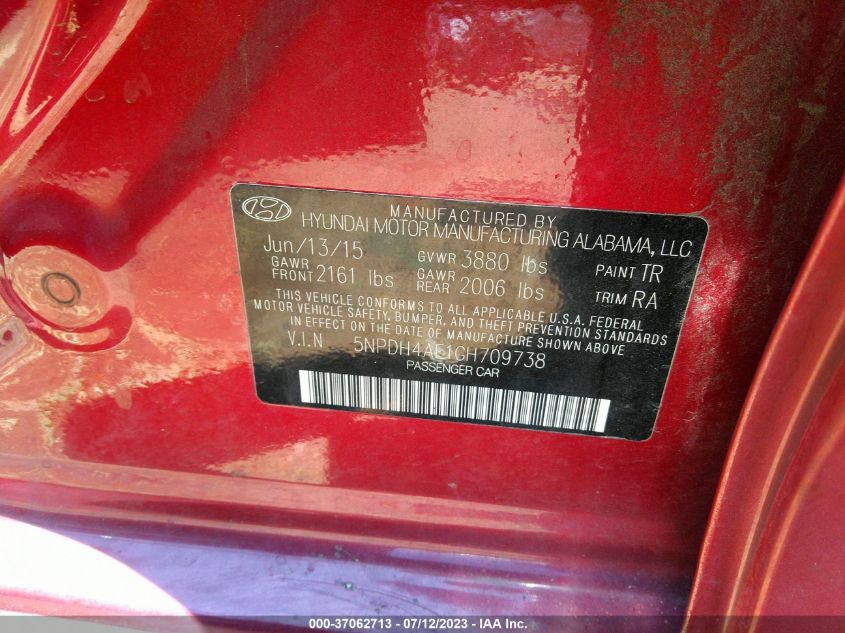 MANUFACTURED BY
HYUNDAI MOTOR MANUFACTURING ALABAMA, LLC
Jun/13/15 GVWR 3880 lbs PAINT TR
GAWR FRONT 2161 lbs GAWR REAR 2006 lbs TRIM RA
THIS VEHICLE CONFORMS TO ALL APPLICABLE U.S.A. FEDERAL
MOTOR VEHICLE SAFETY, BUMPER, AND THEFT PREVENTION STANDARDS
IN EFFECT ON THE DATE OF MANUFACTURE SHOWN ABOVE
V.I.N 5NPDH4AE1GH709738
PASSENGER CAR
000-37062713 - 07/12/2023 - IAA Inc.